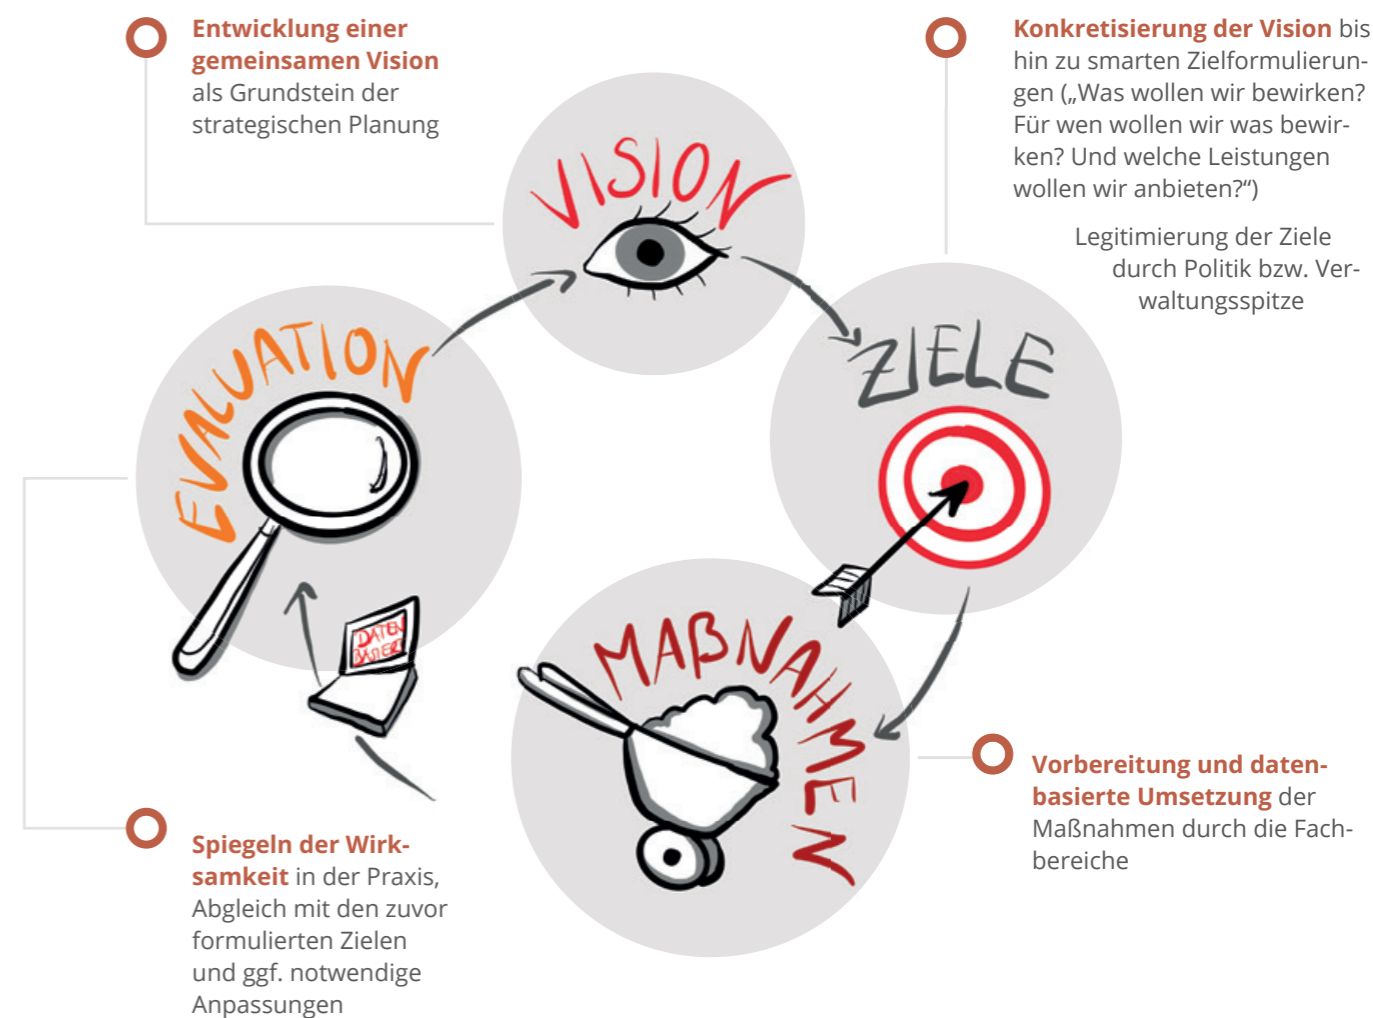 Entwicklung einer
gemeinsamen Vision
als Grundstein der
strategischen Planung
Konkretisierung der Vision bis
hin zu smarten Zielformulierun-
gen („Was wollen wir bewirken?
Für wen wollen wir was bewir-
ken? Und welche Leistungen
wollen wir anbieten?“)
Legitimierung der Ziele
durch Politik bzw. Ver-
waltungsspitze
VISION
ZIELE
EVALUATION
DATEN
BASIERT
MAßNAHMEN
Vorbereitung und daten-
basierte Umsetzung der
Maßnahmen durch die Fach-
bereiche
Spiegeln der Wirk-
samkeit in der Praxis,
Abgleich mit den zuvor
formulierten Zielen
und ggf. notwendige
Anpassungen